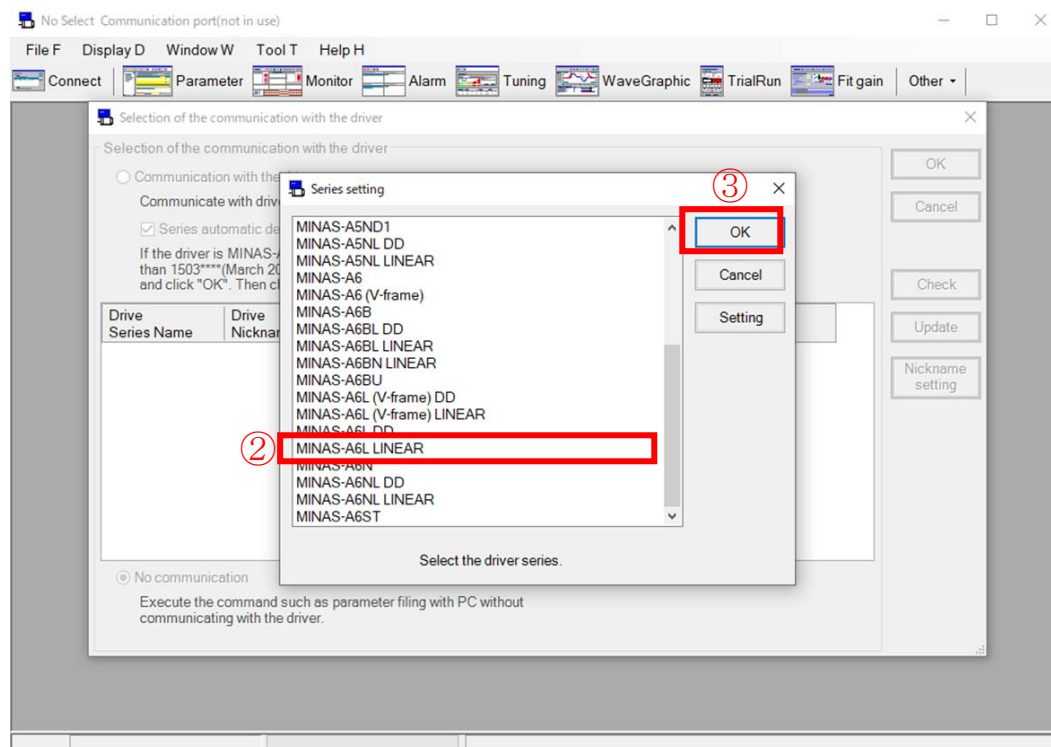 No Select Communication port(not in use)
File F Display D Window W Tool T Help H
Connect Parameter Monitor Alarm Tuning WaveGraphic TrialRun Fit gain Other
Selection of the communication with the driver
Selection of the communication with the driver
Communication with the
Communicate with driv
Series automatic de
If the driver is MINAS-
than 1503****(March 20
and click "OK". Then cl
Drive
Series Name
Drive
Nicknar
OK
Cancel
Check
Update
Nickname
setting
Series setting
③
MINAS-A5ND1
MINAS-A5NL DD
MINAS-A5NL LINEAR
MINAS-A6
MINAS-A6 (V-frame)
MINAS-A6B
MINAS-A6BL DD
MINAS-A6BL LINEAR
MINAS-A6BN LINEAR
MINAS-A6BU
MINAS-A6L (V-frame) DD
MINAS-A6L (V-frame) LINEAR
MINAS-A6L DD
② MINAS-A6L LINEAR
MINAS-A6N
MINAS-A6NL DD
MINAS-A6NL LINEAR
MINAS-A6ST
OK
Cancel
Setting
Select the driver series.
No communication
Execute the command such as parameter filing with PC without
communicating with the driver.